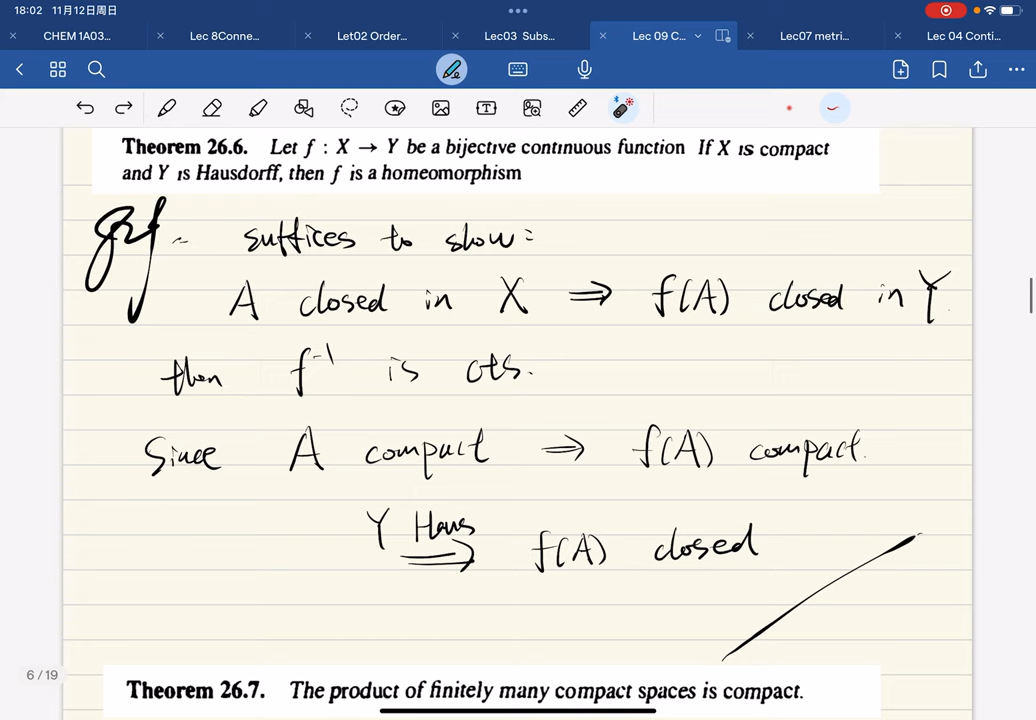 18:02 11月12日周日
CHEM 1A03... Lec 8Conne... Let02 Order... Lec03 Subs... Lec 09 C... Lec07 metri... Lec 04 Conti...
Theorem 26.6. Let f : X → Y be a bijective continuous function If X is compact
and Y is Hausdorff, then f is a homeomorphism
prf ~ suffices to show:
A closed in X ⇒ f(A) closed in Y.
then f⁻¹ is cts.
Since A compact ⇒ f(A) compact.
Y Haus
⇒ f(A) closed
6 / 19
Theorem 26.7. The product of finitely many compact spaces is compact.